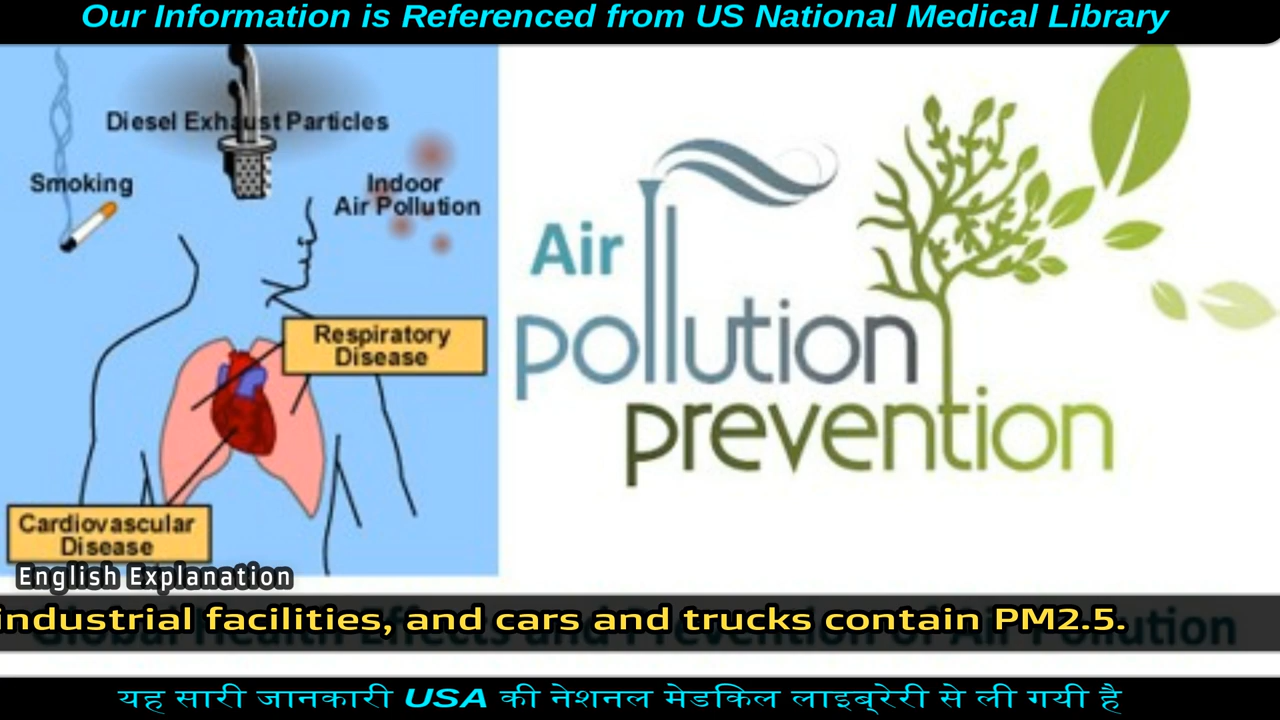 Our Information is Referenced from US National Medical Library
Diesel Exhaust Particles
Smoking
Indoor
Air Pollution
Respiratory
Disease
Cardiovascular
Disease
Air
pollution
prevention
English Explanation
industrial facilities, and cars and trucks contain PM2.5.
यह सारी जानकारी USA की नेशनल मेडिकल लाइब्रेरी से ली गयी है